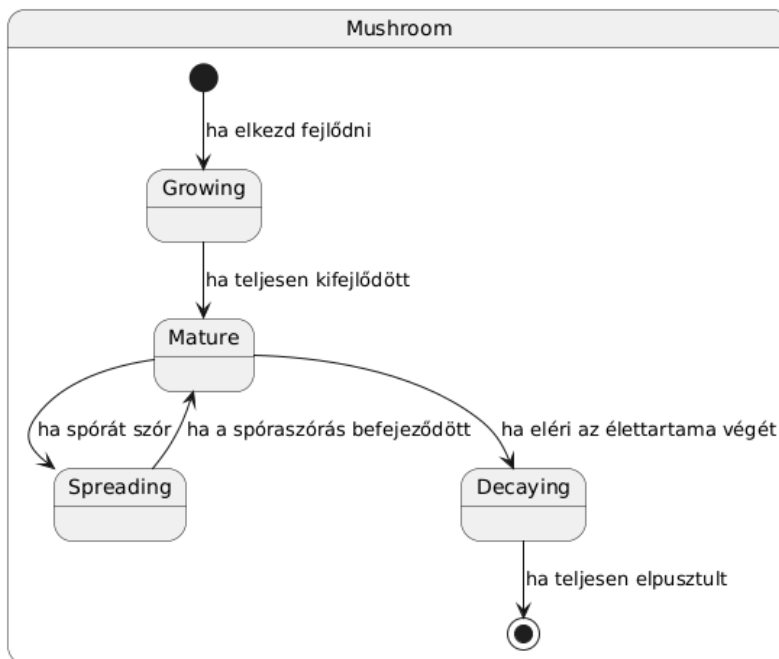 Mushroom
ha elkezd fejlődni
Growing
ha teljesen kifejlődött
Mature
ha spórát szór
ha a spóraszórás befejeződött
ha eléri az élettartama végét
Spreading
Decaying
ha teljesen elpusztult